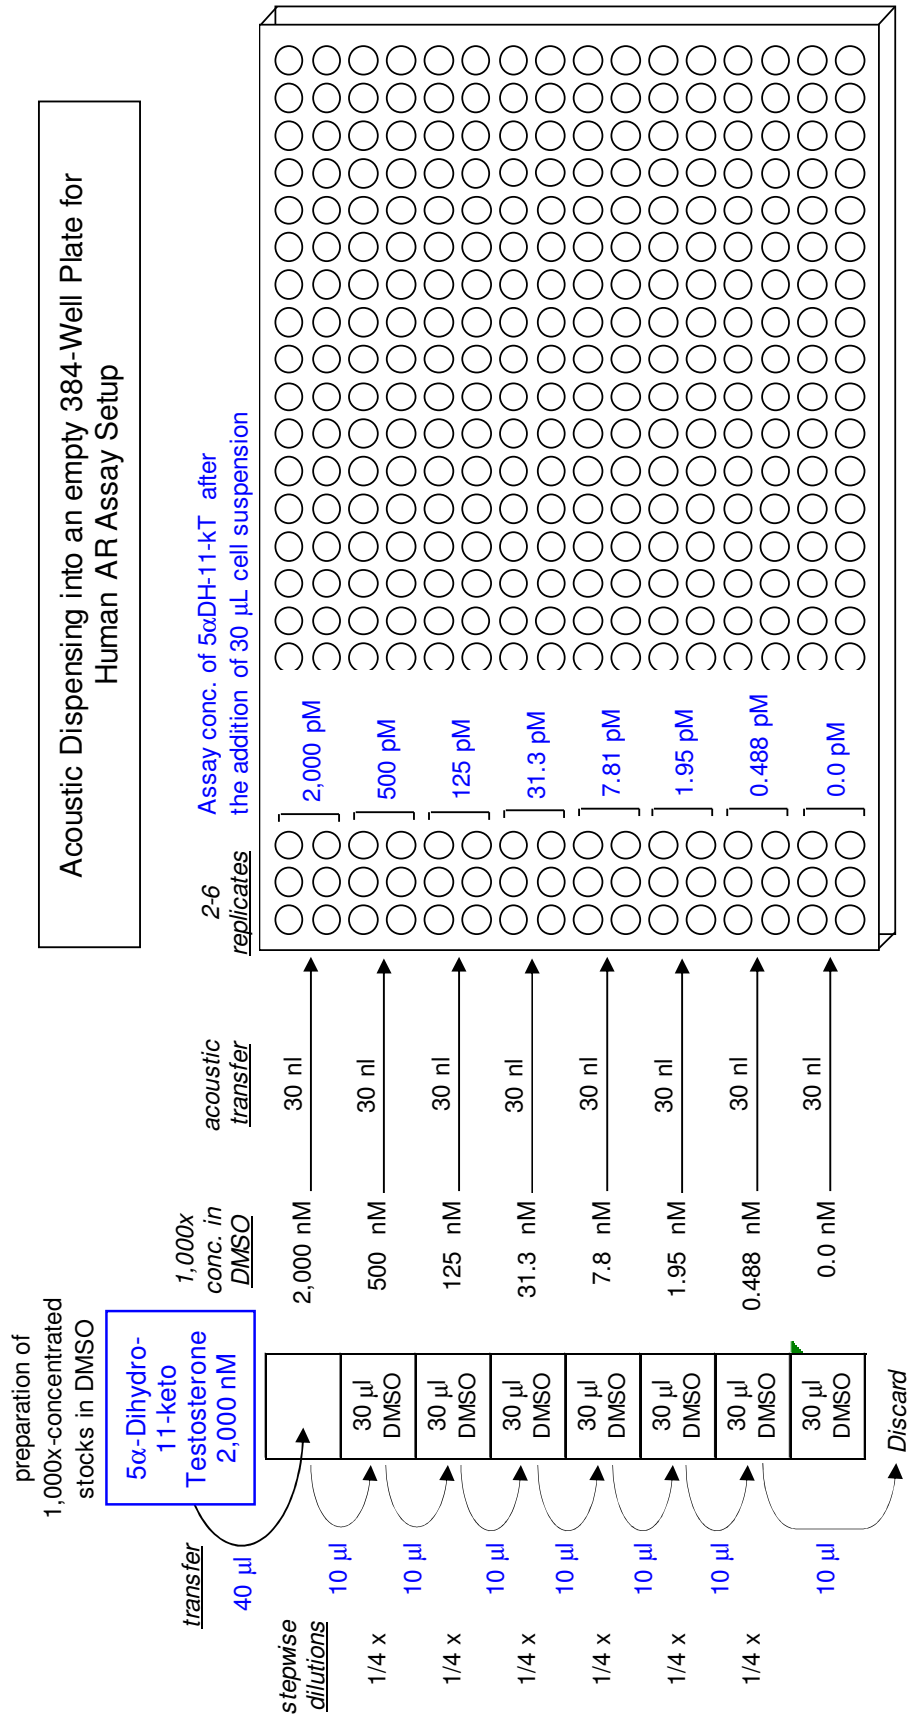 Acoustic Dispensing into an empty 384-Well Plate for
Human AR Assay Setup
preparation of
1,000x-concentrated
stocks in DMSO
5α-Dihydro-
11-keto
Testosterone
2,000 nM
transfer
40 µl
1,000x
conc. in
DMSO
acoustic
transfer
2-6
replicates
Assay conc. of 5αDH-11-kT after
the addition of 30 µL cell suspension
stepwise
dilutions
10 µl
2,000 nM
30 nl
2,000 pM
1/4 x
10 µl
30 µl
DMSO
500 nM
30 nl
500 pM
1/4 x
10 µl
30 µl
DMSO
125 nM
30 nl
125 pM
1/4 x
10 µl
30 µl
DMSO
31.3 nM
30 nl
31.3 pM
1/4 x
10 µl
30 µl
DMSO
7.8 nM
30 nl
7.81 pM
1/4 x
10 µl
30 µl
DMSO
1.95 nM
30 nl
1.95 pM
1/4 x
10 µl
30 µl
DMSO
0.488 nM
30 nl
0.488 pM
30 µl
DMSO
0.0 nM
30 nl
0.0 pM
Discard